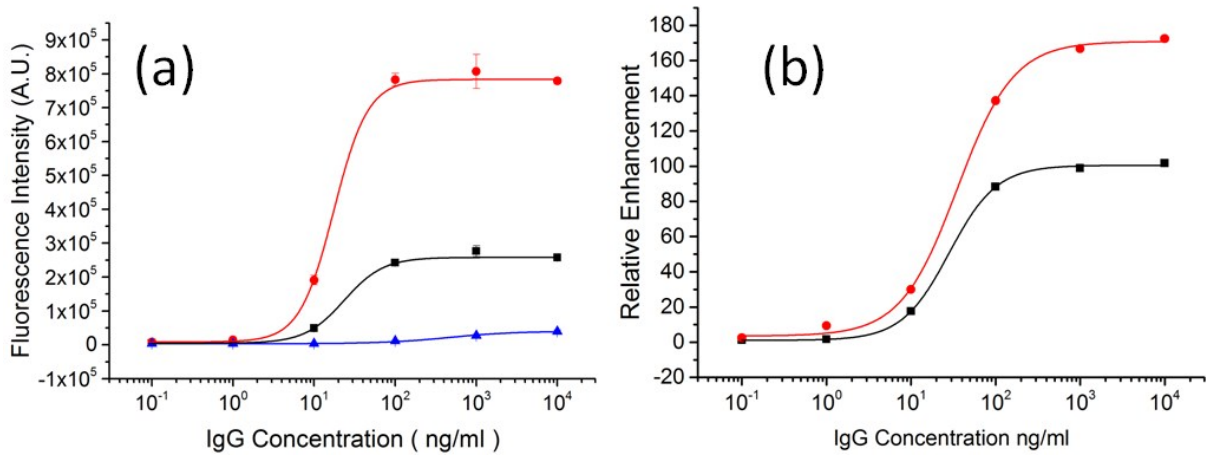 (a)
Fluorescence Intensity (A.U.)
9x10⁵
8x10⁵
7x10⁵
6x10⁵
5x10⁵
4x10⁵
3x10⁵
2x10⁵
1x10⁵
0
-1x10⁵
10⁻¹ 10⁰ 10¹ 10² 10³ 10⁴
IgG Concentration ( ng/ml )
(b)
Relative Enhancement
180
160
140
120
100
80
60
40
20
0
-20
10⁻¹ 10⁰ 10¹ 10² 10³ 10⁴
IgG Concentration ng/ml